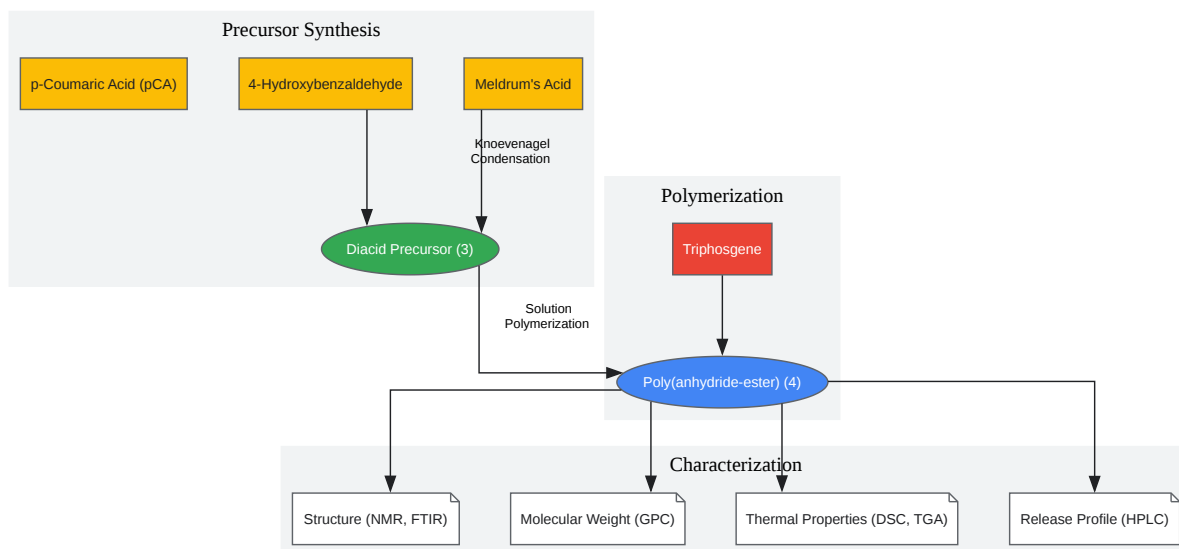 Precursor Synthesis
p-Coumaric Acid (pCA)
4-Hydroxybenzaldehyde
Meldrum's Acid
Knoevenagel
Condensation
Diacid Precursor (3)
Polymerization
Triphosgene
Solution
Polymerization
Poly(anhydride-ester) (4)
Characterization
Structure (NMR, FTIR)
Molecular Weight (GPC)
Thermal Properties (DSC, TGA)
Release Profile (HPLC)